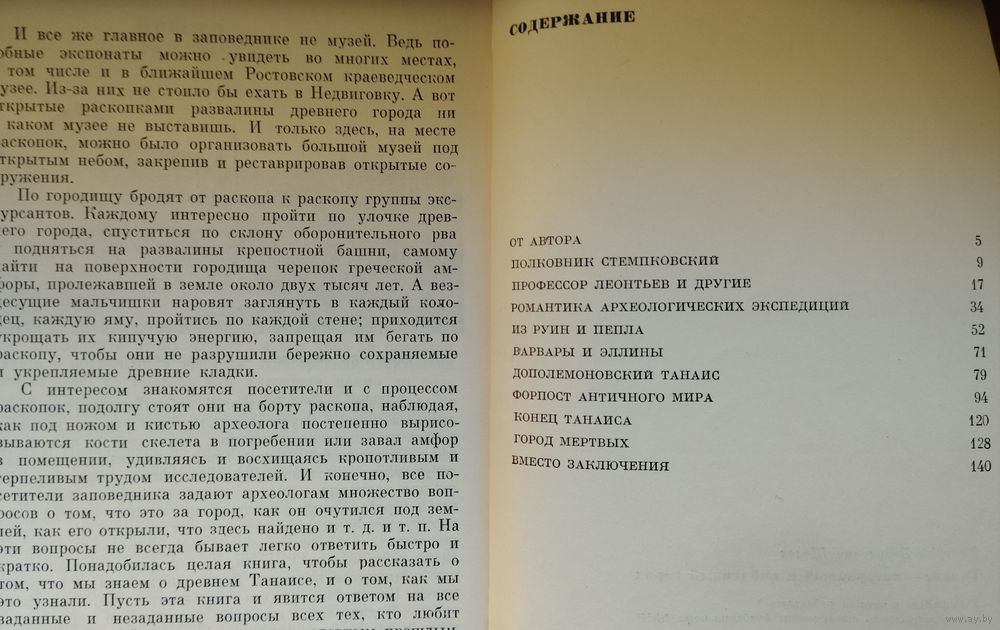 И все же главное в заповеднике не музей. Ведь по-
обные экспонаты можно увидеть во многих местах,
том числе и в ближайшем Ростовском краеведческом
узее. Из-за них не стоило бы ехать в Недвиговку. А вот
ткрытые раскопками развалины древнего города ни
каком музее не выставишь. И только здесь, на месте
аскопок, можно было организовать большой музей под
ткрытым небом, закрепив и реставрировав открытые со-
ружения.
По городищу бродят от раскопа к раскопу группы экс-
урсантов. Каждому интересно пройти по улочке древ-
него города, спуститься по склону оборонительного рва
подняться на развалины крепостной башни, самому
айти на поверхности городища черепок греческой ам-
форы, пролежавшей в земле около двух тысяч лет. А вез-
десущие мальчишки наровят заглянуть в каждый коло-
дец, каждую яму, пройтись по каждой стене; приходится
укрощать их кипучую энергию, запрещая им бегать по
раскопу, чтобы они не разрушили бережно сохраняемые
и укрепляемые древние кладки.
С интересом знакомятся посетители и с процессом
раскопок, подолгу стоят они на борту раскопа, наблюдая,
как под ножом и кистью археолога постепенно вырисо-
вываются кости скелета в погребении или завал амфор
в помещении, удивляясь и восхищаясь кропотливым и
терпеливым трудом исследователей. И конечно, все по-
сетители заповедника задают археологам множество воп-
росов о том, что это за город, как он очутился под зем-
лей, как его открыли, что здесь найдено и т. д. и т. п. На
эти вопросы не всегда бывает легко ответить быстро и
кратко. Понадобилась целая книга, чтобы рассказать о
том, что мы знаем о древнем Танаисе, и о том, как мы
это узнали. Пусть эта книга и явится ответом на все
заданные и незаданные вопросы всех тех, кто любит
СОДЕРЖАНИЕ
ОТ АВТОРА 5
ПОЛКОВНИК СТЕМПКОВСКИЙ 9
ПРОФЕССОР ЛЕОНТЬЕВ И ДРУГИЕ 17
РОМАНТИКА АРХЕОЛОГИЧЕСКИХ ЭКСПЕДИЦИЙ 34
ИЗ РУИН И ПЕПЛА 52
ВАРВАРЫ И ЭЛЛИНЫ 71
ДОПОЛЕМОНОВСКИЙ ТАНАИС 79
ФОРПОСТ АНТИЧНОГО МИРА 94
КОНЕЦ ТАНАИСА 120
ГОРОД МЕРТВЫХ 128
ВМЕСТО ЗАКЛЮЧЕНИЯ 140
www.ay.by